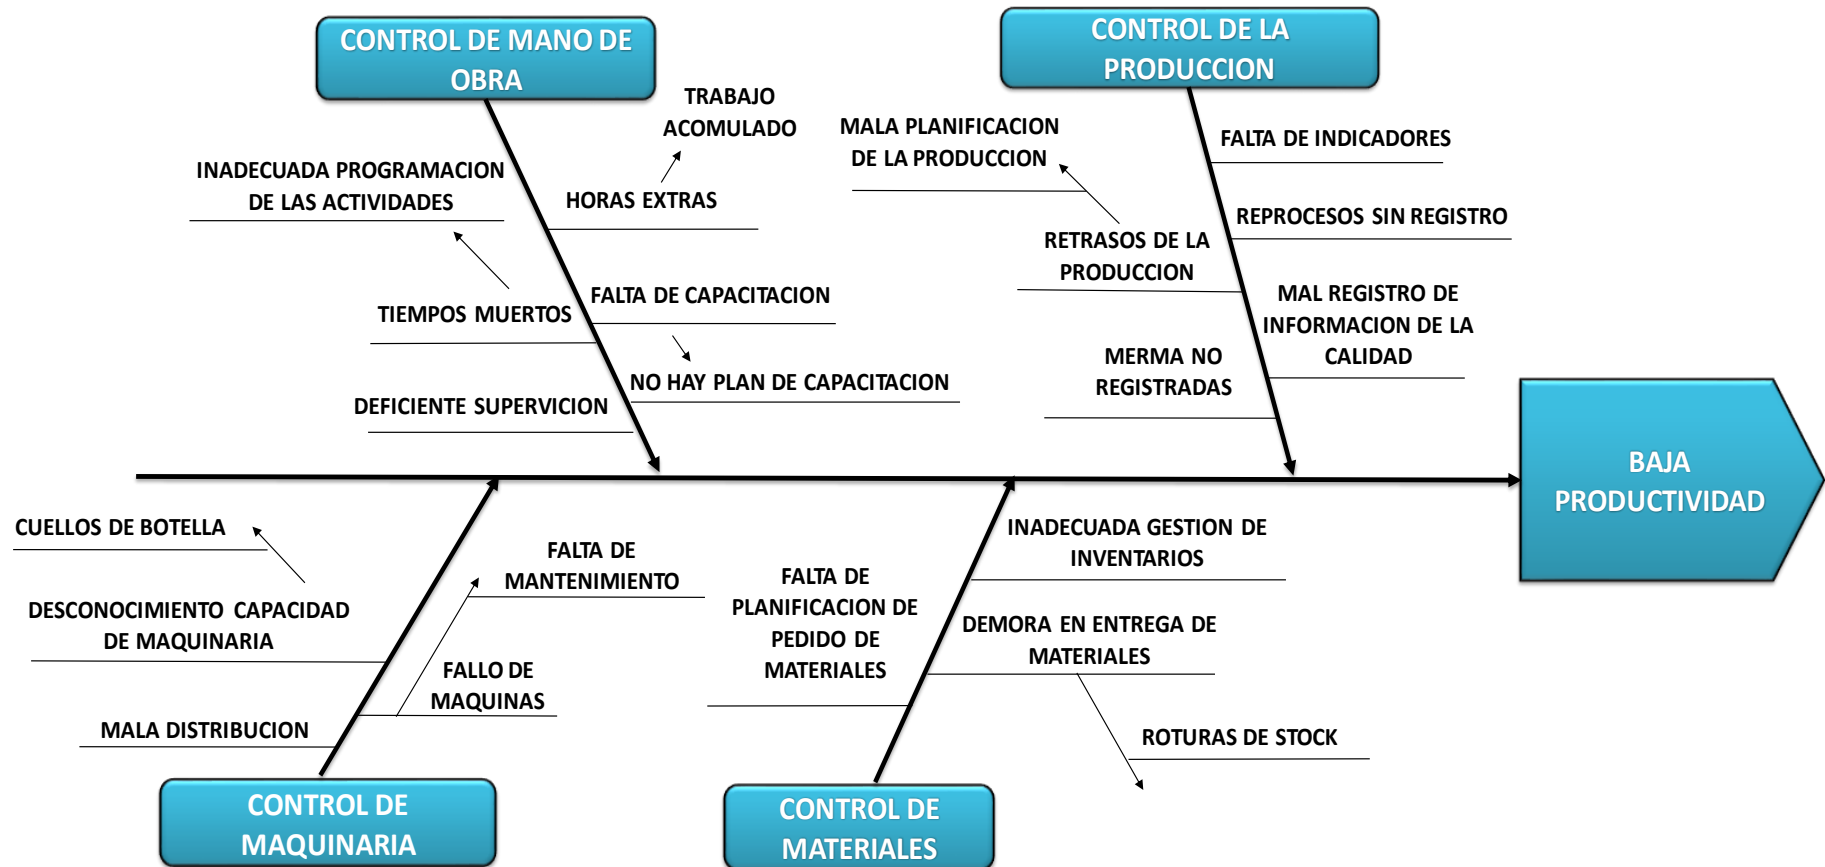 CONTROL DE MANO DE
OBRA
CONTROL DE LA
PRODUCCION
TRABAJO
ACOMULADO
INADECUADA PROGRAMACION
DE LAS ACTIVIDADES
HORAS EXTRAS
TIEMPOS MUERTOS
FALTA DE CAPACITACION
NO HAY PLAN DE CAPACITACION
DEFICIENTE SUPERVICION
MALA PLANIFICACION
DE LA PRODUCCION
FALTA DE INDICADORES
RETRASOS DE LA
PRODUCCION
REPROCESOS SIN REGISTRO
MAL REGISTRO DE
INFORMACION DE LA
CALIDAD
MERMA NO
REGISTRADAS
BAJA
PRODUCTIVIDAD
CUELLOS DE BOTELLA
FALTA DE
MANTENIMIENTO
DESCONOCIMIENTO CAPACIDAD
DE MAQUINARIA
FALLO DE
MAQUINAS
MALA DISTRIBUCION
INADECUADA GESTION DE
INVENTARIOS
FALTA DE
PLANIFICACION DE
PEDIDO DE
MATERIALES
DEMORA EN ENTREGA DE
MATERIALES
ROTURAS DE STOCK
CONTROL DE
MAQUINARIA
CONTROL DE
MATERIALES